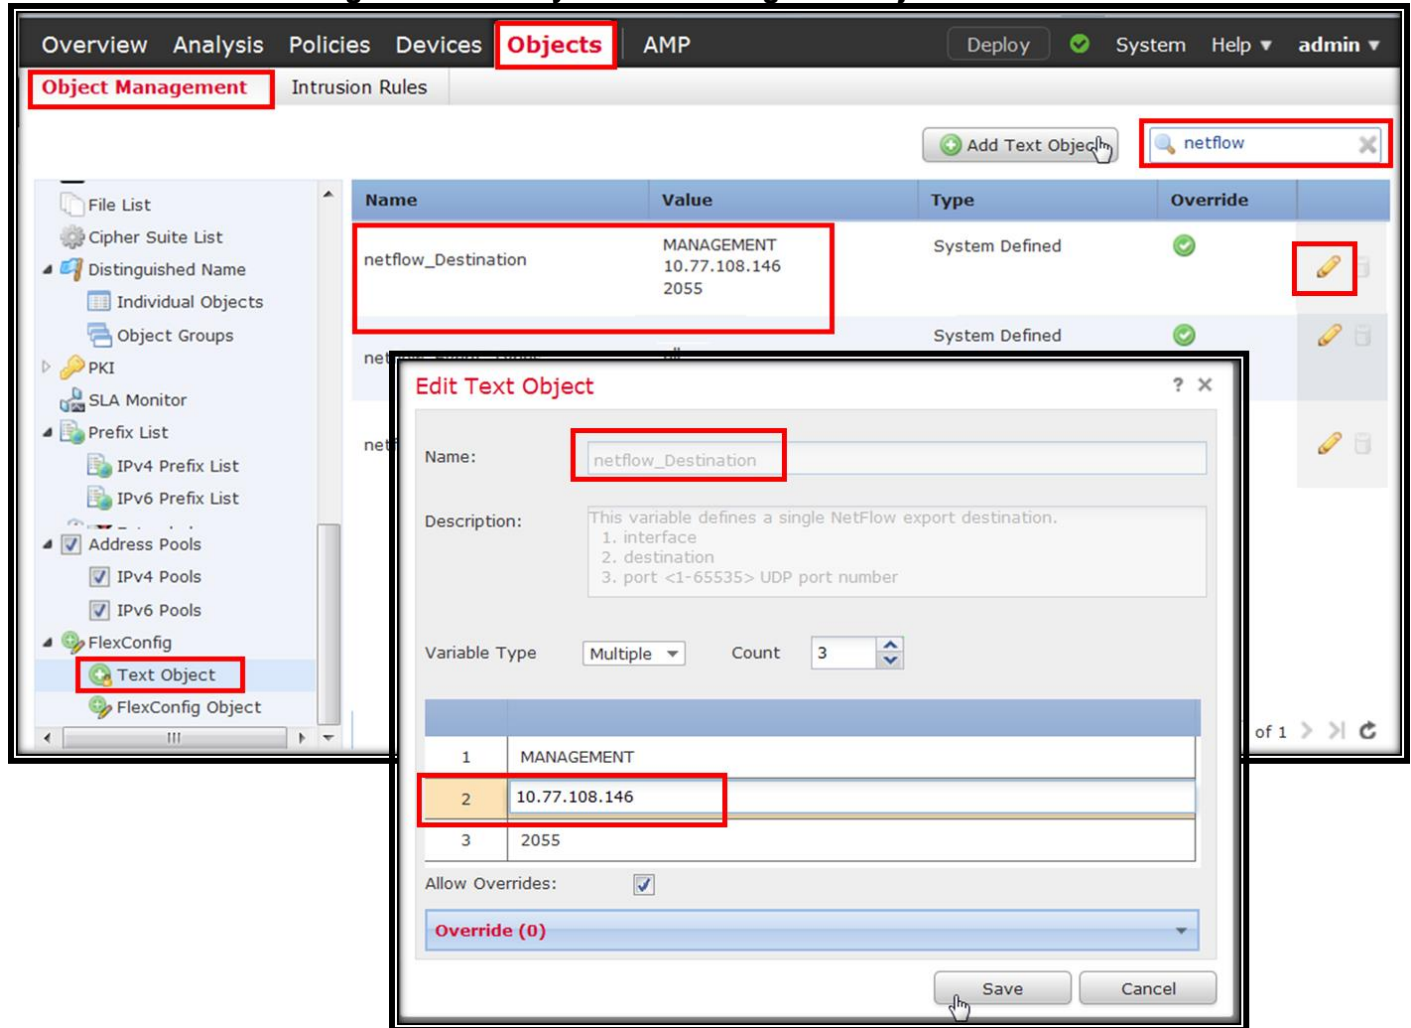 Overview Analysis Policies Devices Objects AMP Deploy System Help admin
Object Management Intrusion Rules
Add Text Object netflow
File List
Cipher Suite List
Distinguished Name
Individual Objects
Object Groups
PKI
SLA Monitor
Prefix List
IPv4 Prefix List
IPv6 Prefix List
Address Pools
IPv4 Pools
IPv6 Pools
FlexConfig
Text Object
FlexConfig Object
Name Value Type Override
netflow_Destination
MANAGEMENT
10.77.108.146
2055
System Defined
System Defined
of 1
Edit Text Object ?
Name: netflow_Destination
Description: This variable defines a single NetFlow export destination.
1. interface
2. destination
3. port <1-65535> UDP port number
Variable Type Multiple Count 3
1 MANAGEMENT
2 10.77.108.146
3 2055
Allow Overrides:
Override (0)
Save Cancel